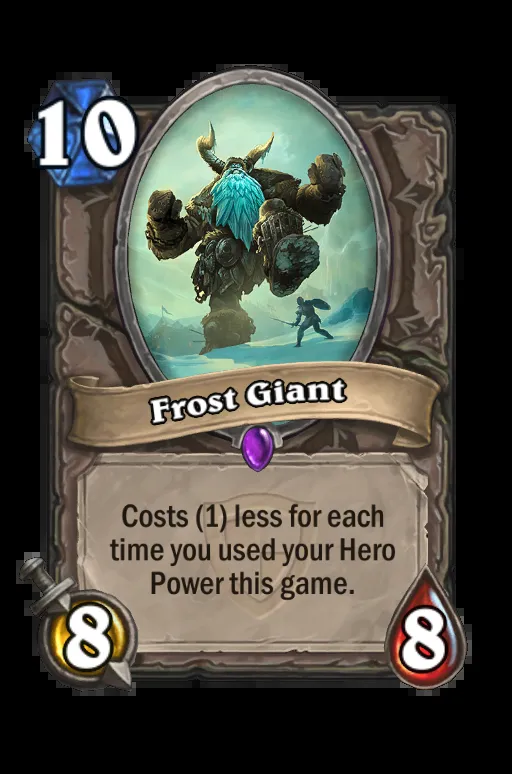 10
Frost Giant
Costs (1) less for each
time you used your Hero
Power this game.
8
8